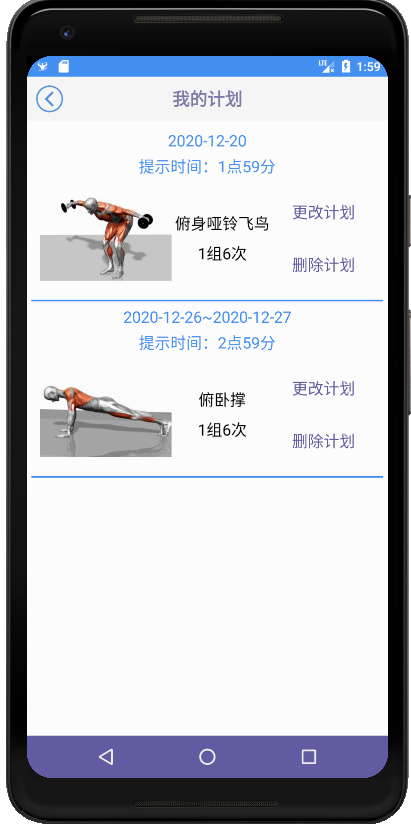 LTE 1:59
我的计划
2020-12-20
提示时间：1点59分
俯身哑铃飞鸟
1组6次
更改计划
删除计划
2020-12-26~2020-12-27
提示时间：2点59分
俯卧撑
1组6次
更改计划
删除计划